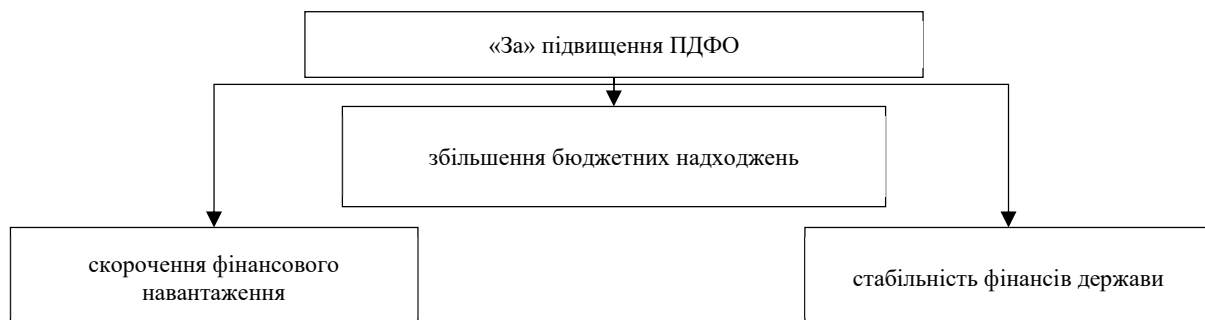 «За» підвищення ПДФО
збільшення бюджетних надходжень
скорочення фінансового
навантаження
стабільність фінансів держави